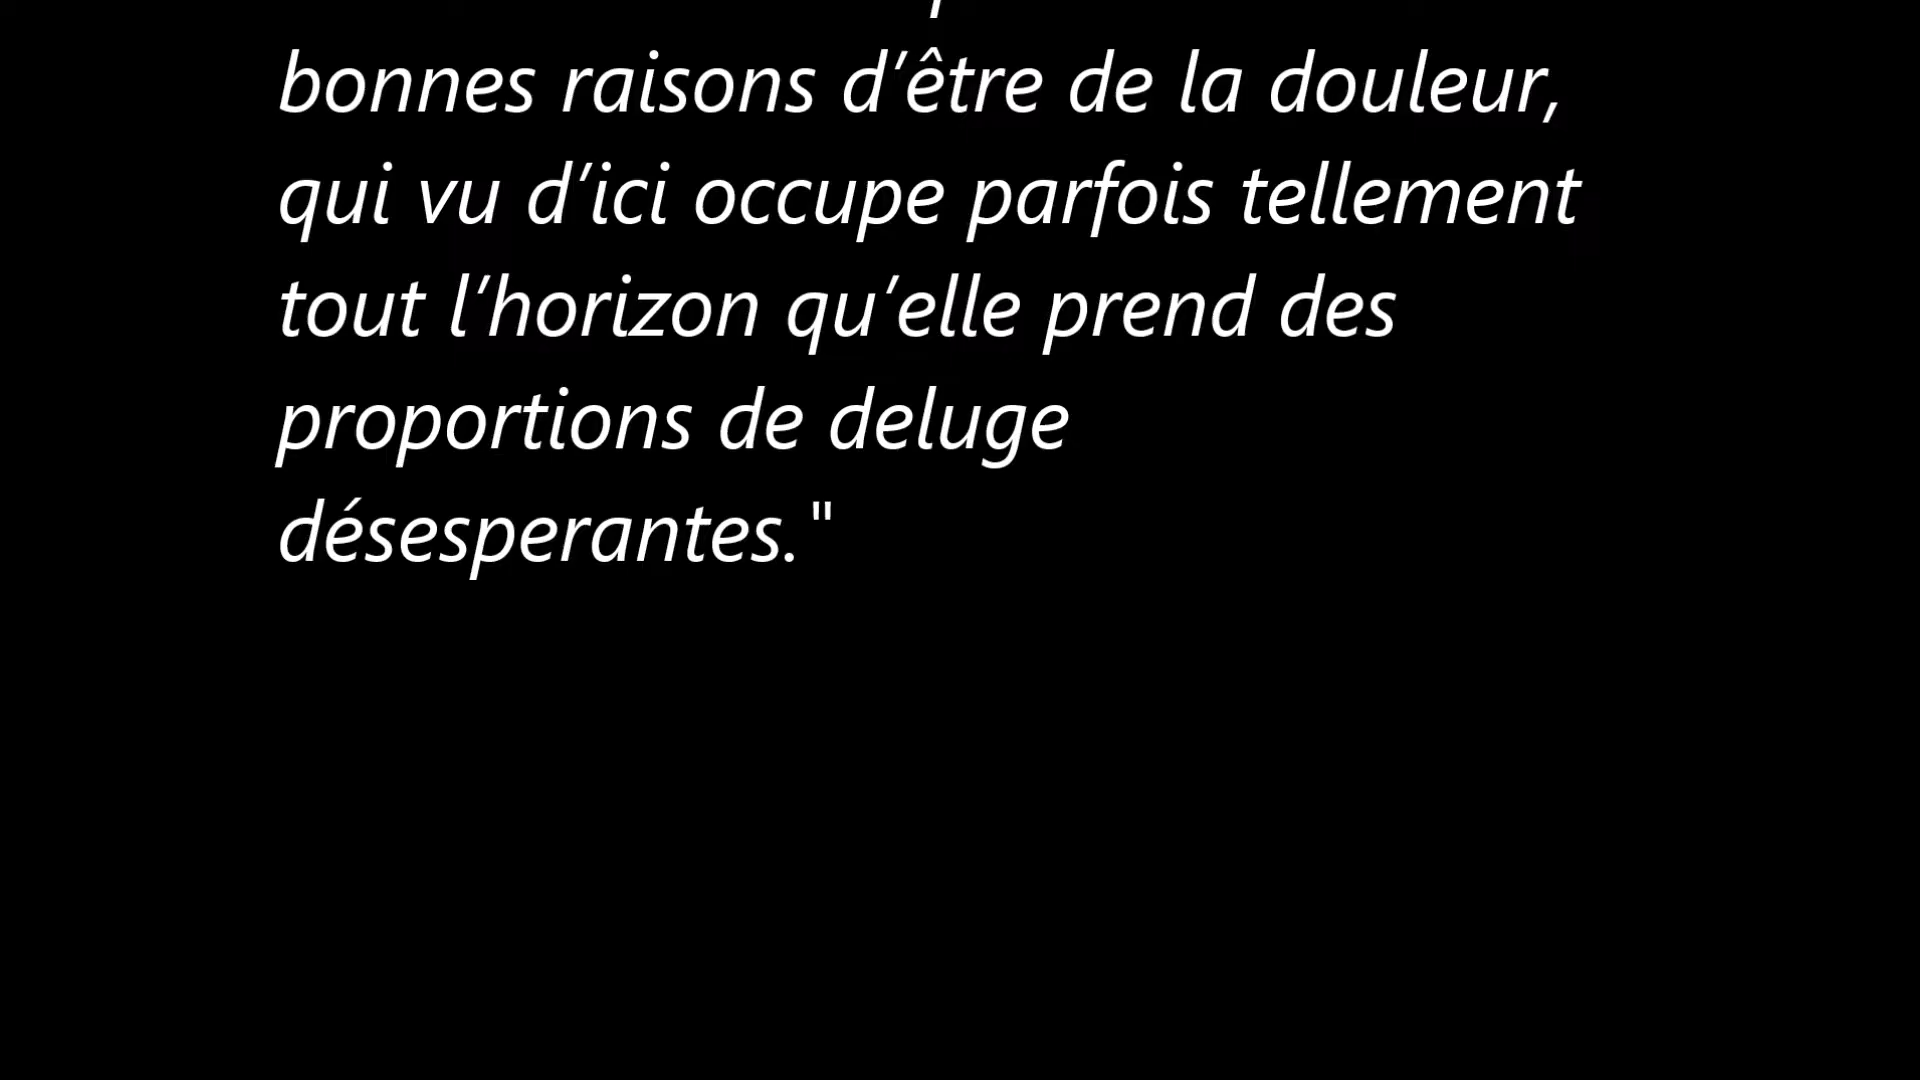 bonnes raisons d’être de la douleur,
qui vu d’ici occupe parfois tellement
tout l’horizon qu’elle prend des
proportions de deluge
désesperantes."